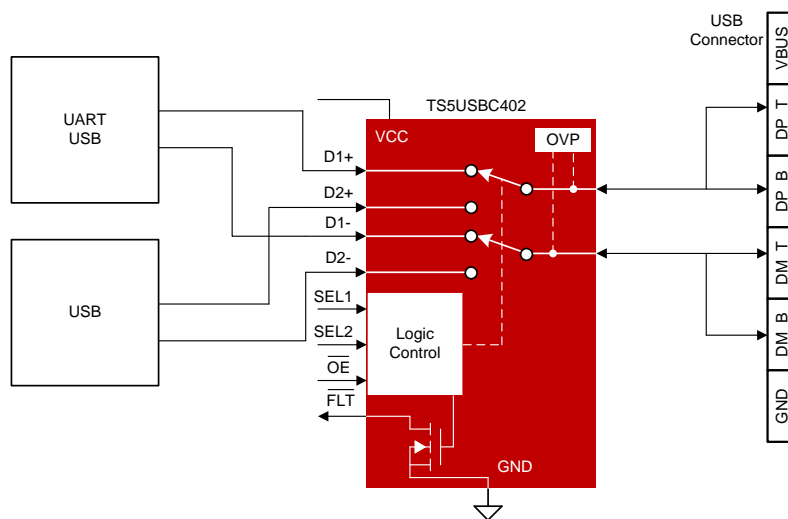 USB
Connector
VBUS
DP T
DP B
DM T
DM B
GND
TS5USBC402
UART
USB
USB
VCC
OVP
D1+
D2+
D1-
D2-
SEL1
SEL2
OE
FLT
Logic
Control
GND